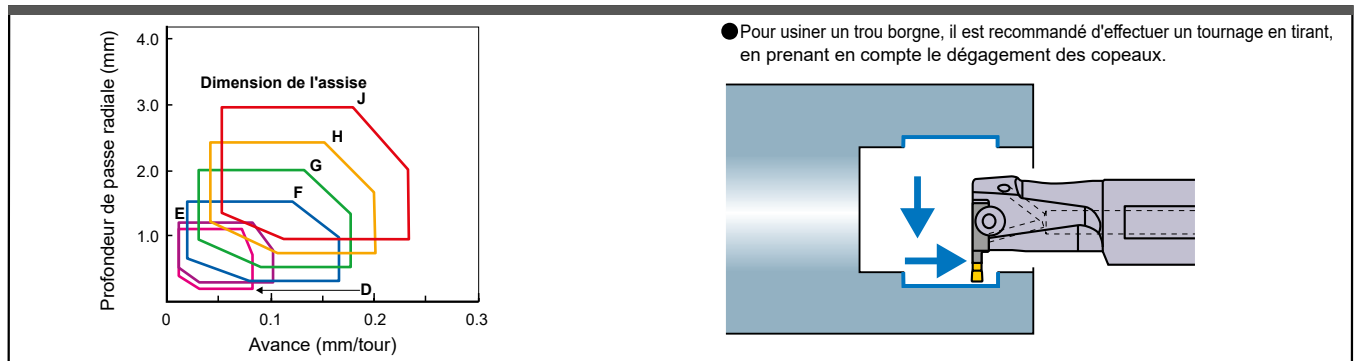 Profondeur de passe radiale (mm)
4.0
3.0
2.0
1.0
0
0
0.1
0.2
0.3
Avance (mm/tour)
Dimension de l'assise
J
H
G
F
E
D
●Pour usiner un trou borgne, il est recommandé d'effectuer un tournage en tirant,
en prenant en compte le dégagement des copeaux.